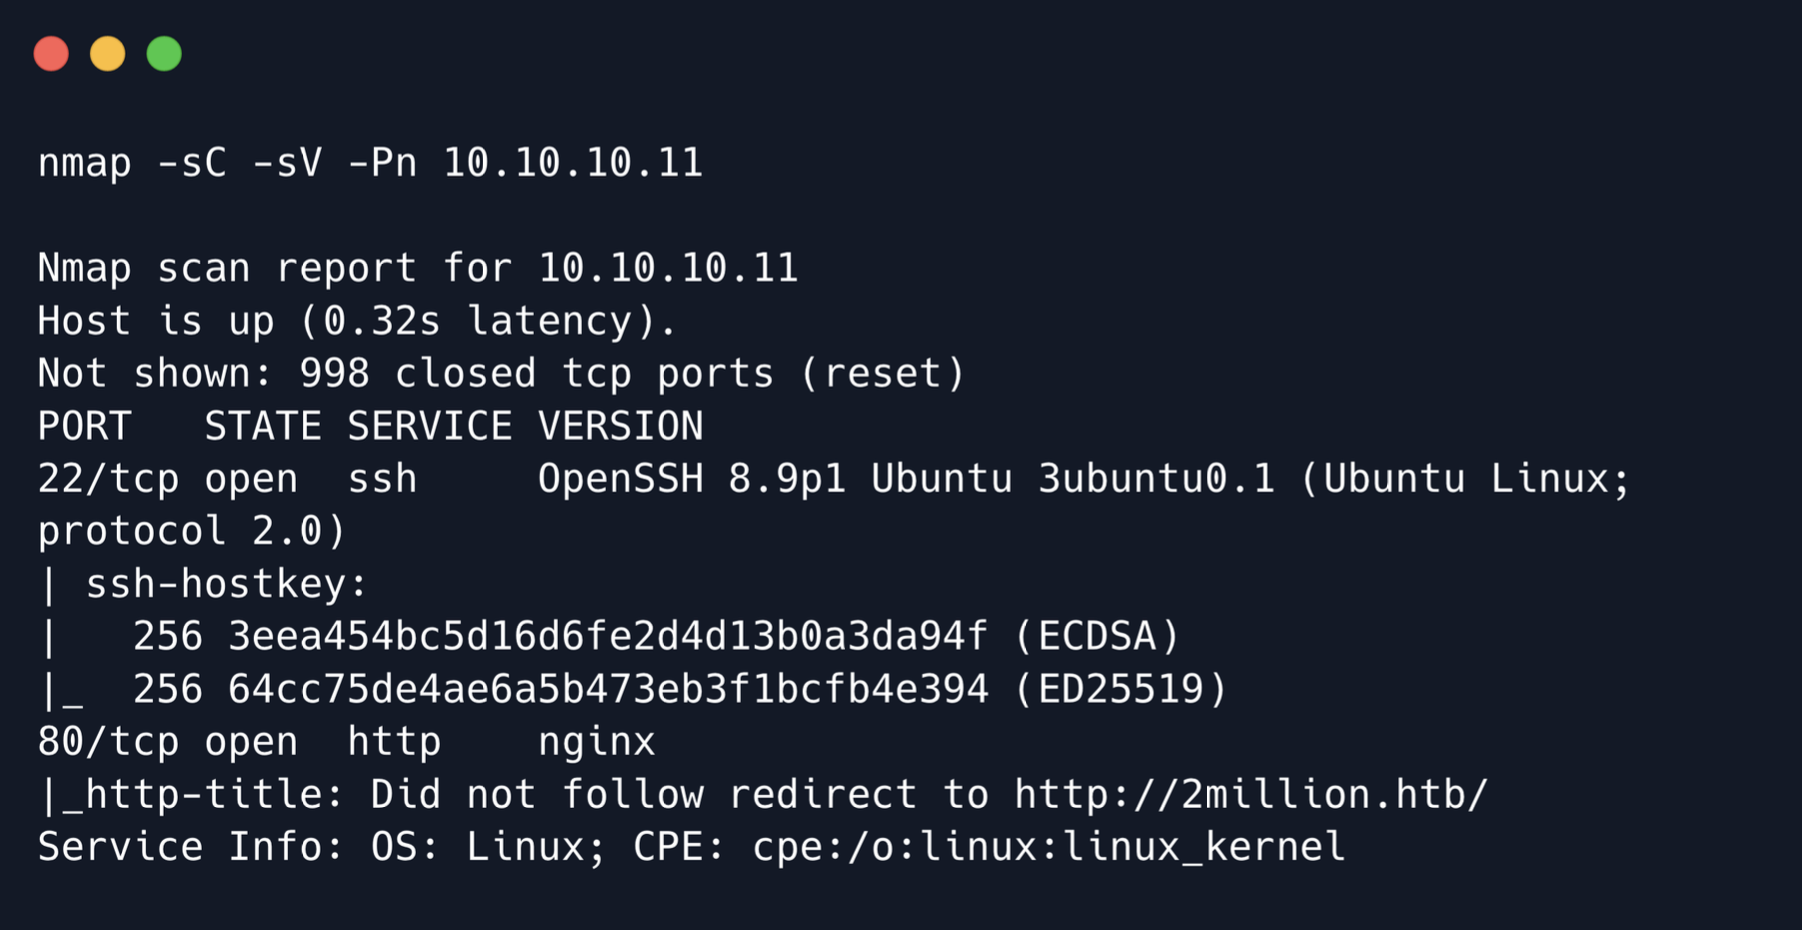 nmap -sC -sV -Pn 10.10.10.11
Nmap scan report for 10.10.10.11
Host is up (0.32s latency).
Not shown: 998 closed tcp ports (reset)
PORT   STATE SERVICE VERSION
22/tcp open  ssh     OpenSSH 8.9p1 Ubuntu 3ubuntu0.1 (Ubuntu Linux;
protocol 2.0)
| ssh-hostkey:
|   256 3eea454bc5d16d6fe2d4d13b0a3da94f (ECDSA)
|_  256 64cc75de4ae6a5b473eb3f1bcfb4e394 (ED25519)
80/tcp open  http    nginx
|_http-title: Did not follow redirect to http://2million.htb/
Service Info: OS: Linux; CPE: cpe:/o:linux:linux_kernel